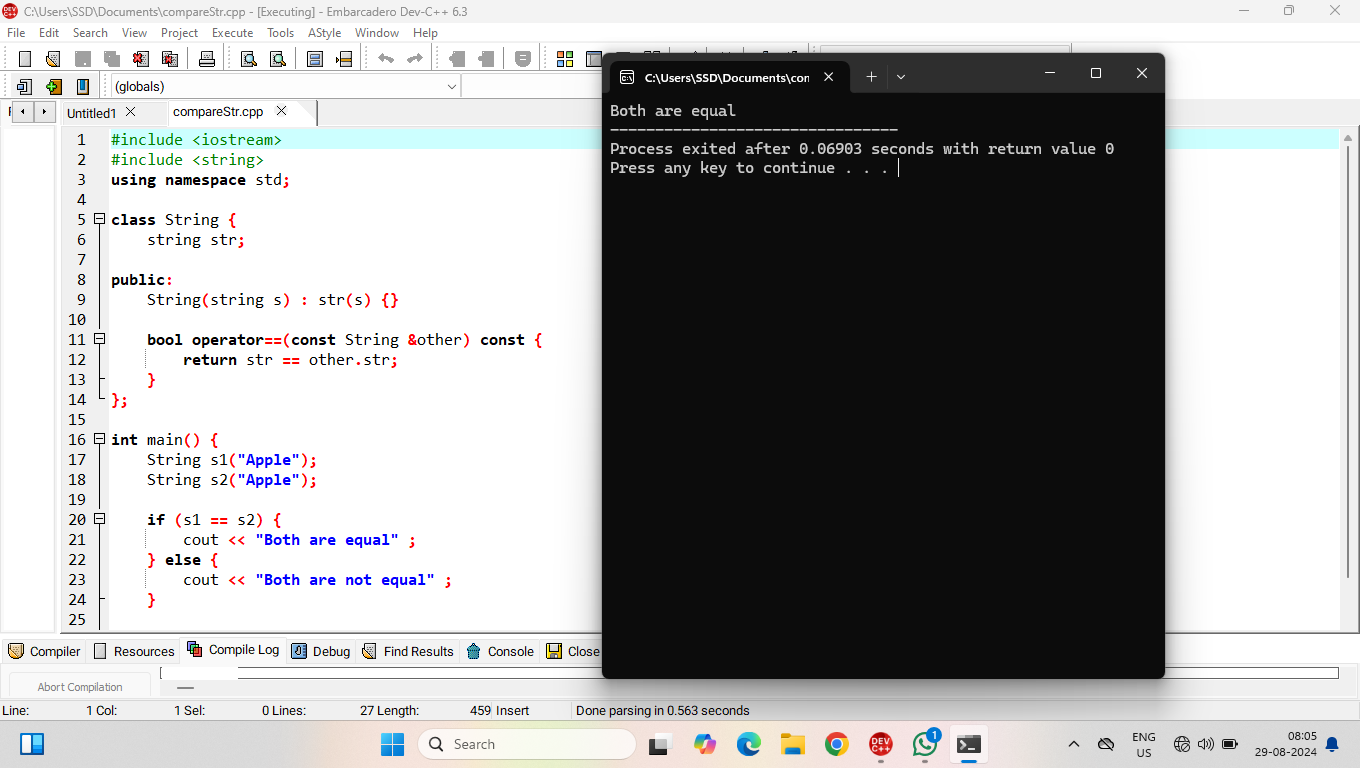 C:\Users\SSD\Documents\compareStr.cpp - [Executing] - Embarcadero Dev-C++ 6.3
File Edit Search View Project Execute Tools AStyle Window Help
(globals)
Untitled1 compareStr.cpp
1 #include <iostream>
2 #include <string>
3 using namespace std;
4
5 class String {
6 string str;
7
8 public:
9 String(string s) : str(s) {}
10
11 bool operator==(const String &other) const {
12 return str == other.str;
13 }
14 };
15
16 int main() {
17 String s1("Apple");
18 String s2("Apple");
19
20 if (s1 == s2) {
21 cout << "Both are equal" ;
22 } else {
23 cout << "Both are not equal" ;
24 }
25
C:\Users\SSD\Documents\con
Both are equal
--------------------------------
Process exited after 0.06903 seconds with return value 0
Press any key to continue . . .
Compiler Resources Compile Log Debug Find Results Console Close
Abort Compilation
Line: 1 Col: 1 Sel: 0 Lines: 27 Length: 459 Insert Done parsing in 0.563 seconds
Search
DEV C++
1
ENG
US
08:05
29-08-2024